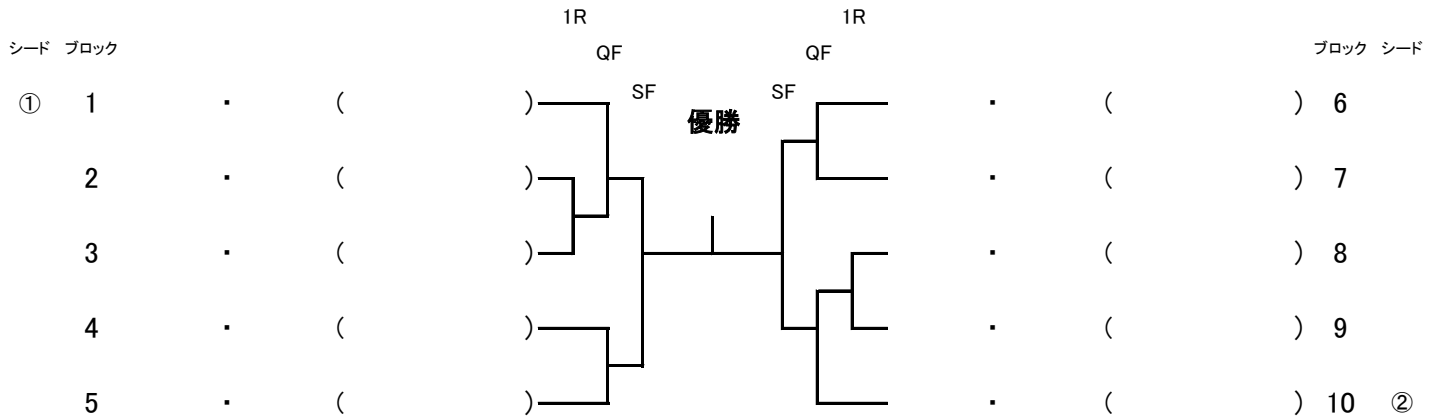 1R 1R
QF QF
シード ブロック ブロック シード
SF SF
① 1 ・ ( ) ・ ( ) 6
優勝
2 ・ ( ) ・ ( ) 7
3 ・ ( ) ・ ( ) 8
4 ・ ( ) ・ ( ) 9
5 ・ ( ) ・ ( ) 10 ②